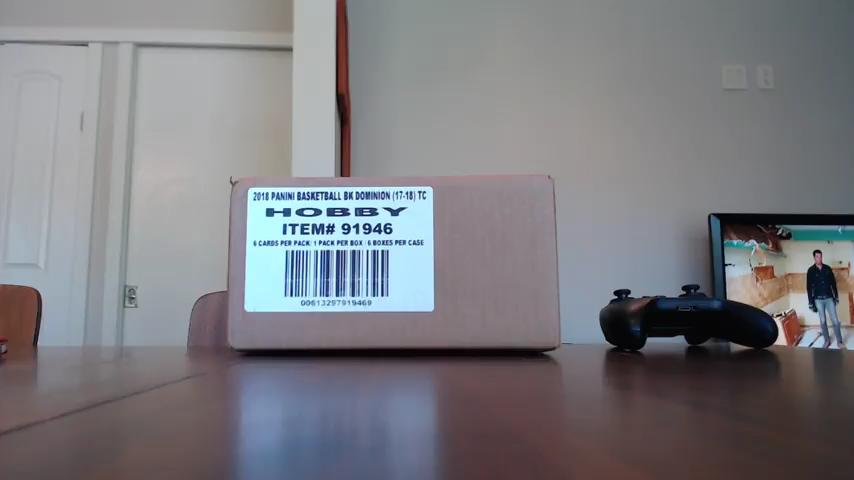 2018 PANINI BASKETBALL BK DOMINION (17-18) TC
HOBBY
ITEM# 91946
6 CARDS PER PACK| 1 PACK PER BOX | 6 BOXES PER CASE
00613297919469